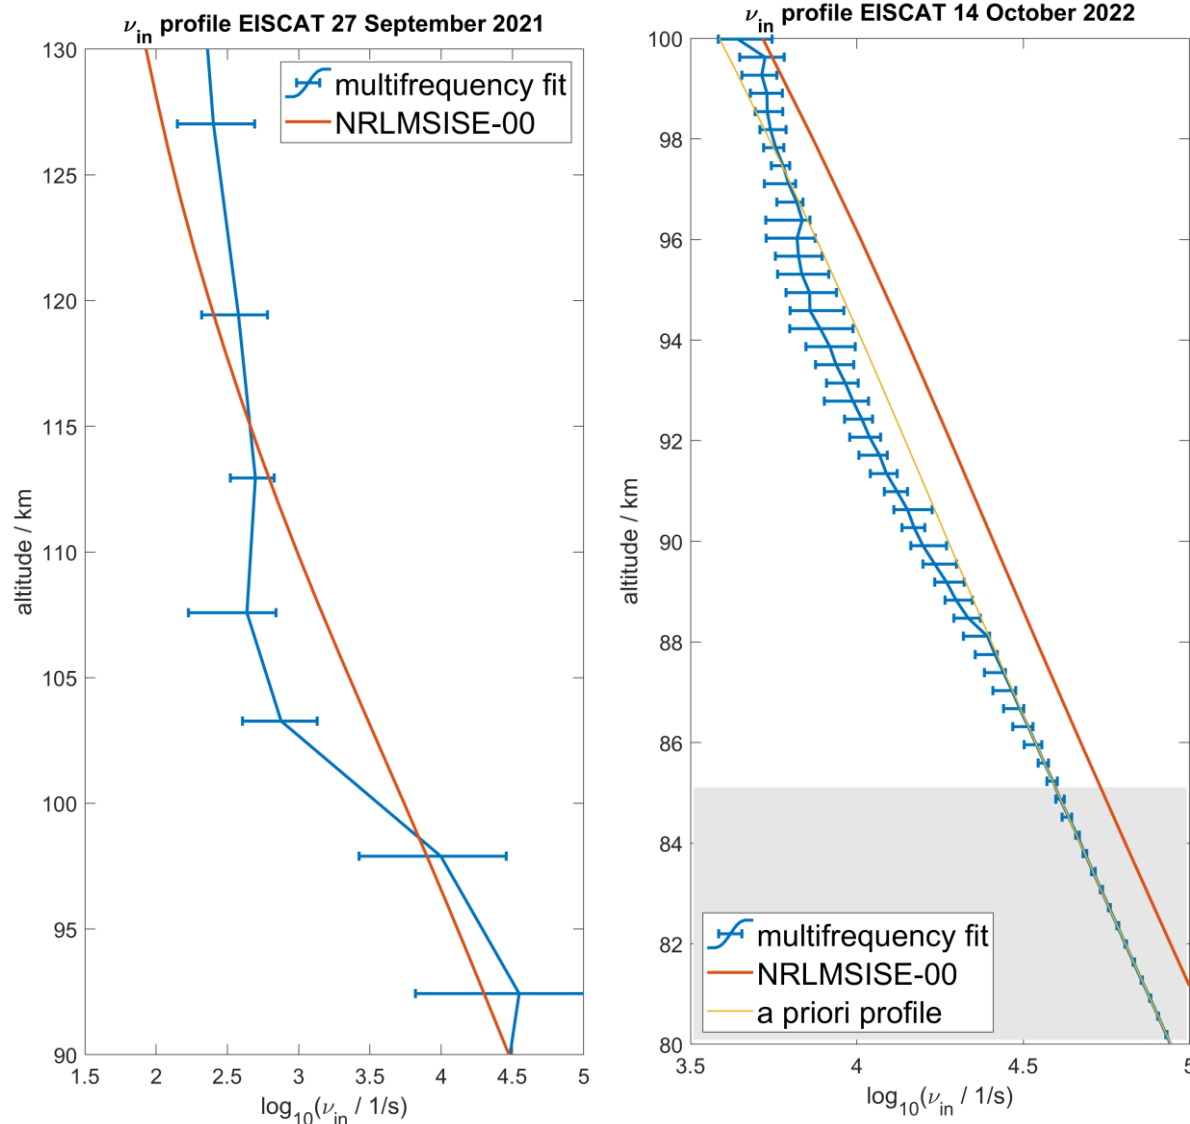 ν_in profile EISCAT 27 September 2021
130
125
120
115
110
105
100
95
90
altitude / km
1.5 2 2.5 3 3.5 4 4.5 5
log₁₀(ν_in / 1/s)
multifrequency fit
NRLMSISE-00
ν_in profile EISCAT 14 October 2022
100
98
96
94
92
90
88
86
84
82
80
altitude / km
3.5 4 4.5 5
log₁₀(ν_in / 1/s)
multifrequency fit
NRLMSISE-00
a priori profile